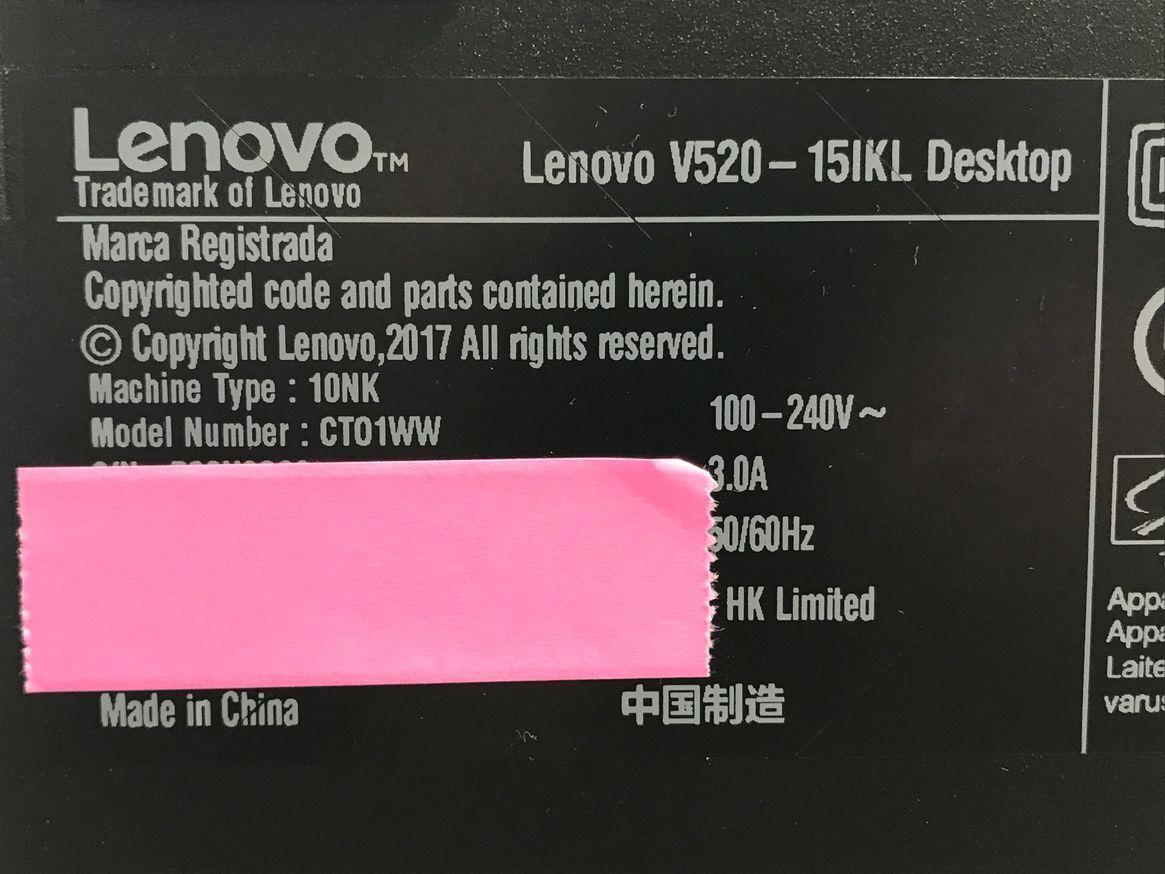 Lenovo™
Trademark of Lenovo
Lenovo V520-15IKL Desktop
Marca Registrada
Copyrighted code and parts contained herein.
© Copyright Lenovo,2017 All rights reserved.
Machine Type : 10NK
Model Number : CTO1WW
100-240V~
3.0A
50/60Hz
HK Limited
Made in China
中国制造